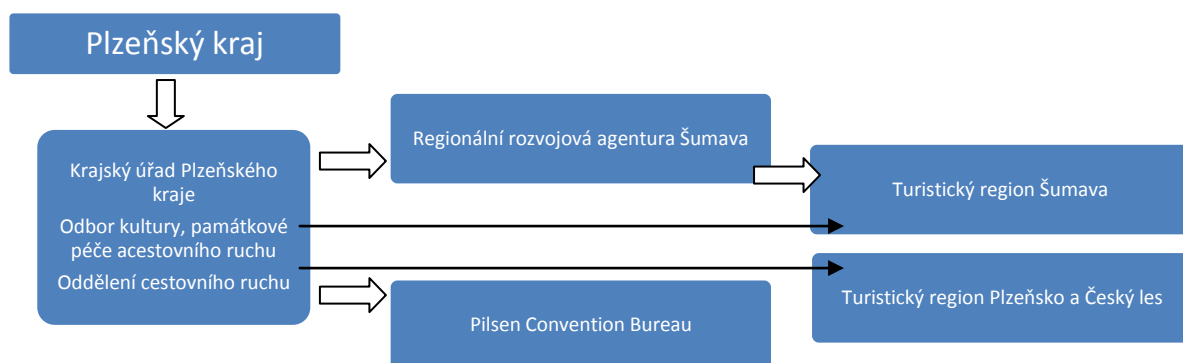 Plzeňský kraj
Regionální rozvojová agentura Šumava
Krajský úřad Plzeňského
kraje
Odbor kultury, památkové
péče acestovního ruchu
Oddělení cestovního ruchu
Turistický region Šumava
Turistický region Plzeňsko a Český les
Pilsen Convention Bureau